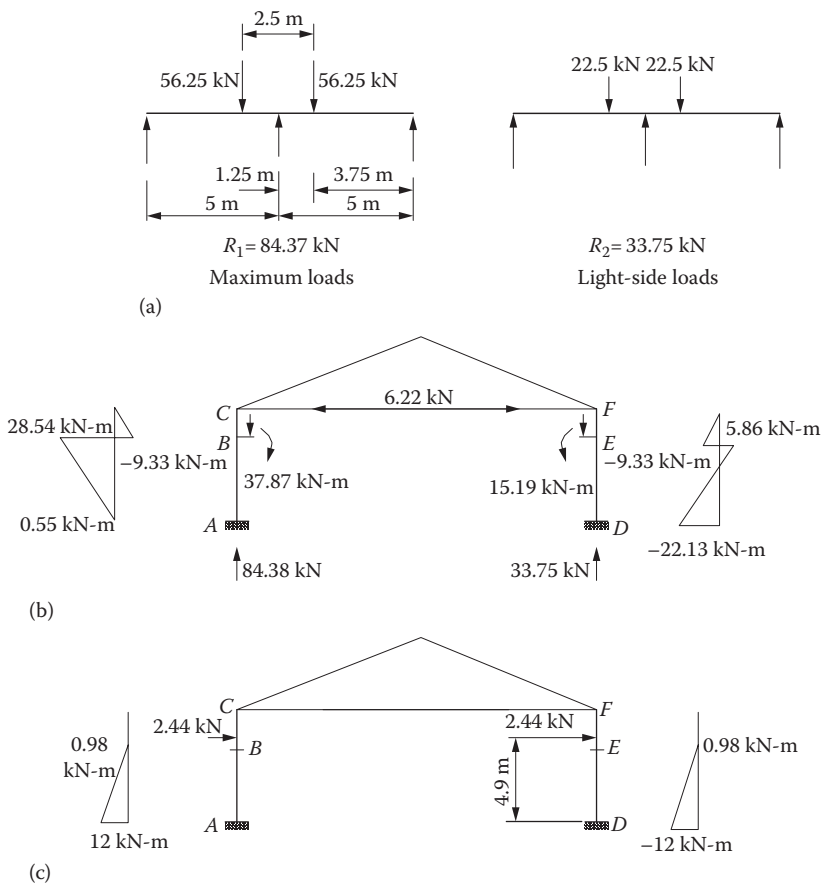 2.5 m
56.25 kN
56.25 kN
22.5 kN 22.5 kN
1.25 m
3.75 m
5 m
5 m
R₁= 84.37 kN
R₂= 33.75 kN
Maximum loads
Light-side loads
(a)
C
6.22 kN
F
28.54 kN-m
B
E
5.86 kN-m
−9.33 kN-m
−9.33 kN-m
37.87 kN-m
15.19 kN-m
0.55 kN-m
A
D
−22.13 kN-m
84.38 kN
33.75 kN
(b)
C
F
2.44 kN
2.44 kN
0.98
kN-m
B
E
0.98 kN-m
4.9 m
A
D
12 kN-m
−12 kN-m
(c)